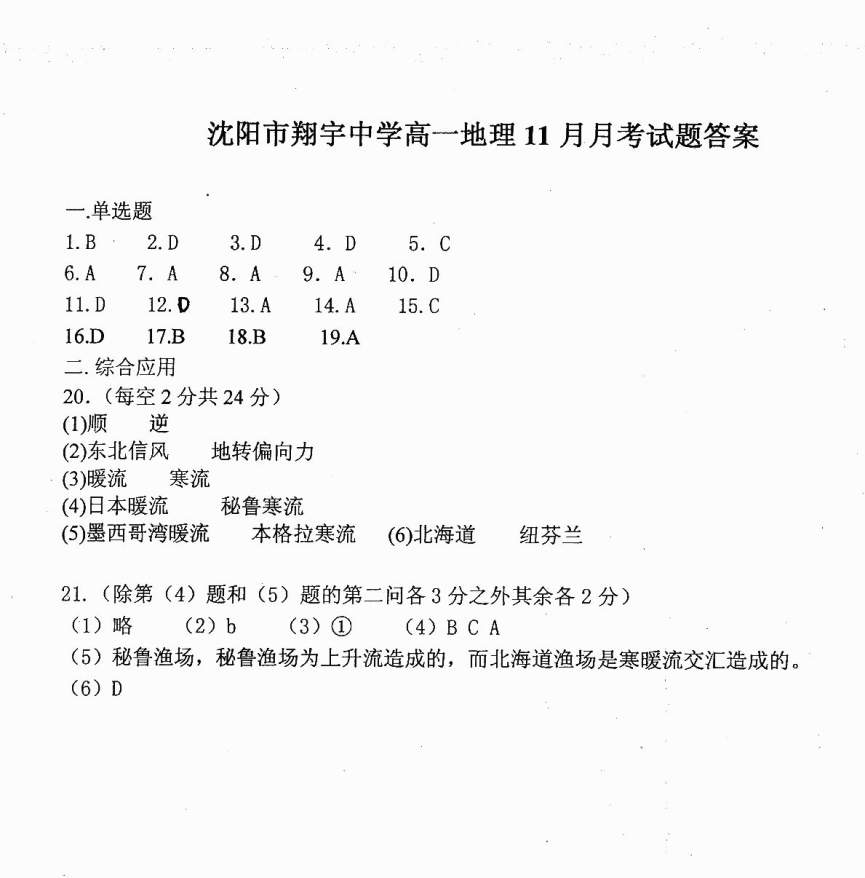 沈阳市翔宇中学高一地理11月月考试题答案
一.单选题
1.B 2.D 3.D 4. D 5. C
6.A 7. A 8. A 9. A 10. D
11.D 12.D 13.A 14.A 15.C
16.D 17.B 18.B 19.A
二.综合应用
20.（每空2分共24分）
(1)顺 逆
(2)东北信风 地转偏向力
(3)暖流 寒流
(4)日本暖流 秘鲁寒流
(5)墨西哥湾暖流 本格拉寒流 (6)北海道 纽芬兰
21.（除第（4）题和（5）题的第二问各3分之外其余各2分）
（1）略 （2）b （3）① （4）B C A
（5）秘鲁渔场，秘鲁渔场为上升流造成的，而北海道渔场是寒暖流交汇造成的。
（6）D